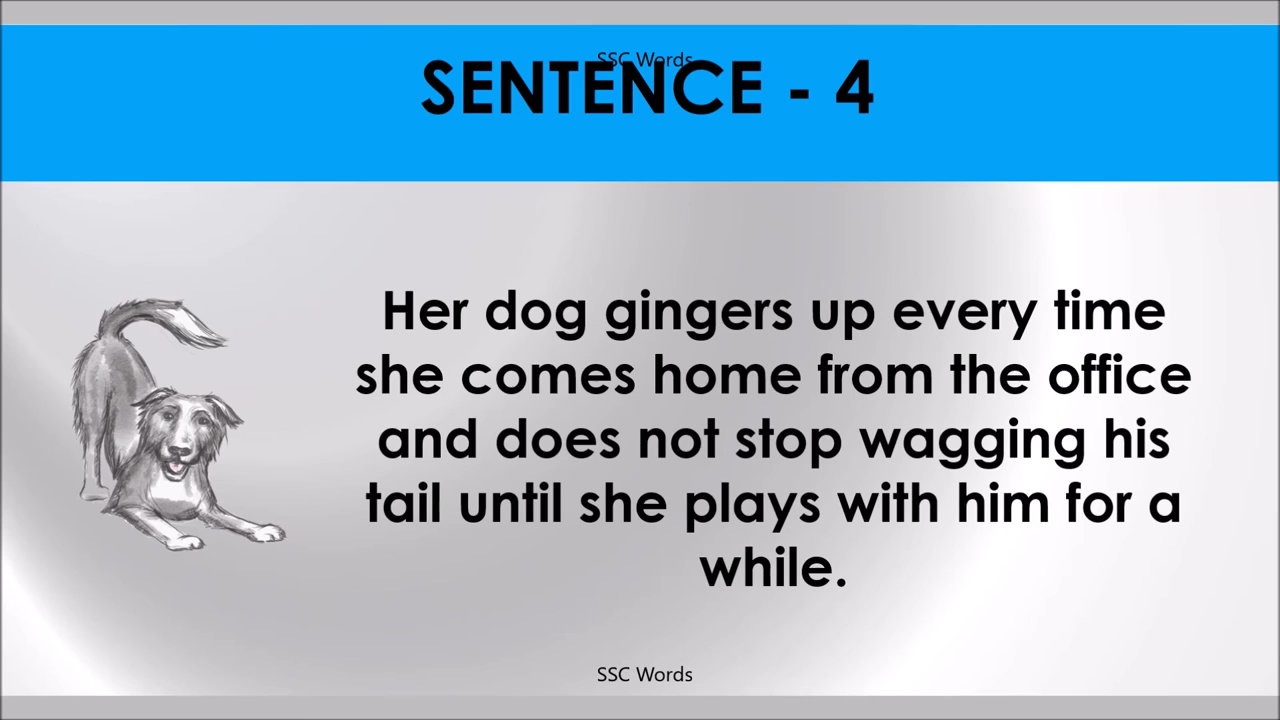 SSC Words
SENTENCE - 4
Her dog gingers up every time
she comes home from the office
and does not stop wagging his
tail until she plays with him for a
while.
SSC Words